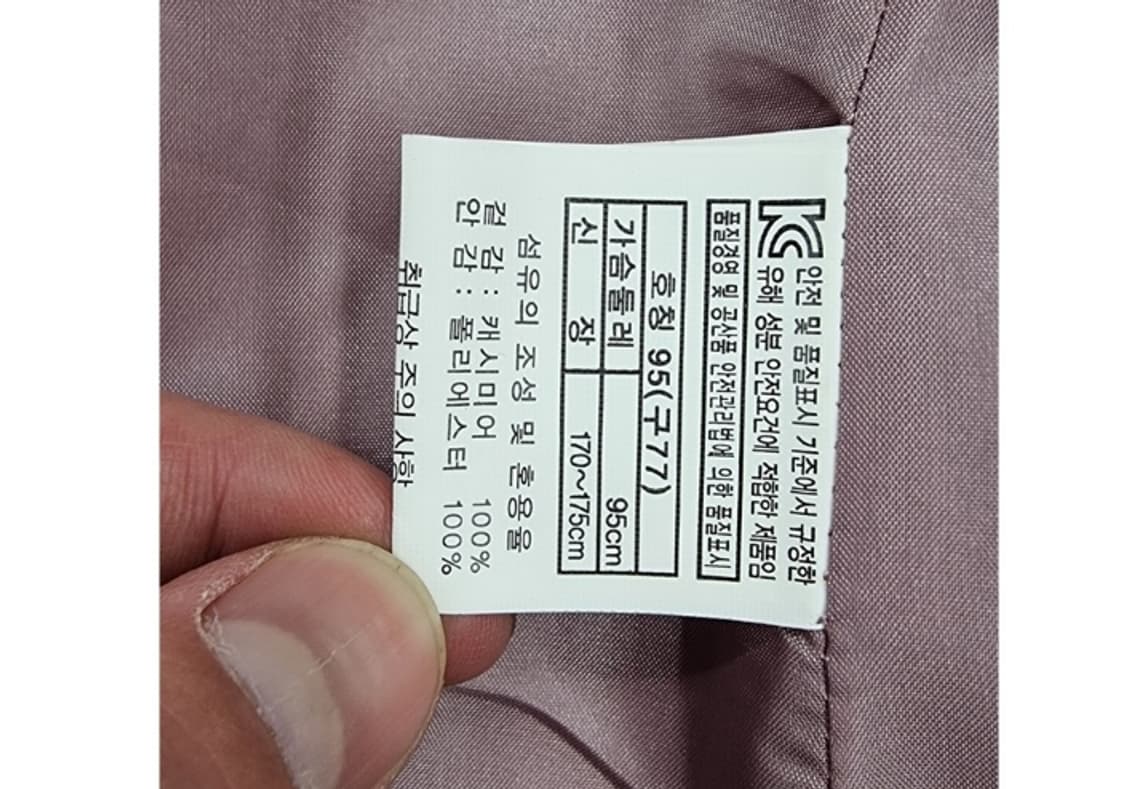 KC 안전 및 품질표시 기준에서 규정한
유해 성분 안전요건에 적합한 제품임
품질경영 및 공산품 안전관리법에 의한 품질표시
호칭 95(구77)
가슴둘레 95cm
신 장 170~175cm
섬유의 조성 및 혼용율
겉 감 : 캐시미어 100%
안 감 : 폴리에스터 100%
취급상 주의 사항